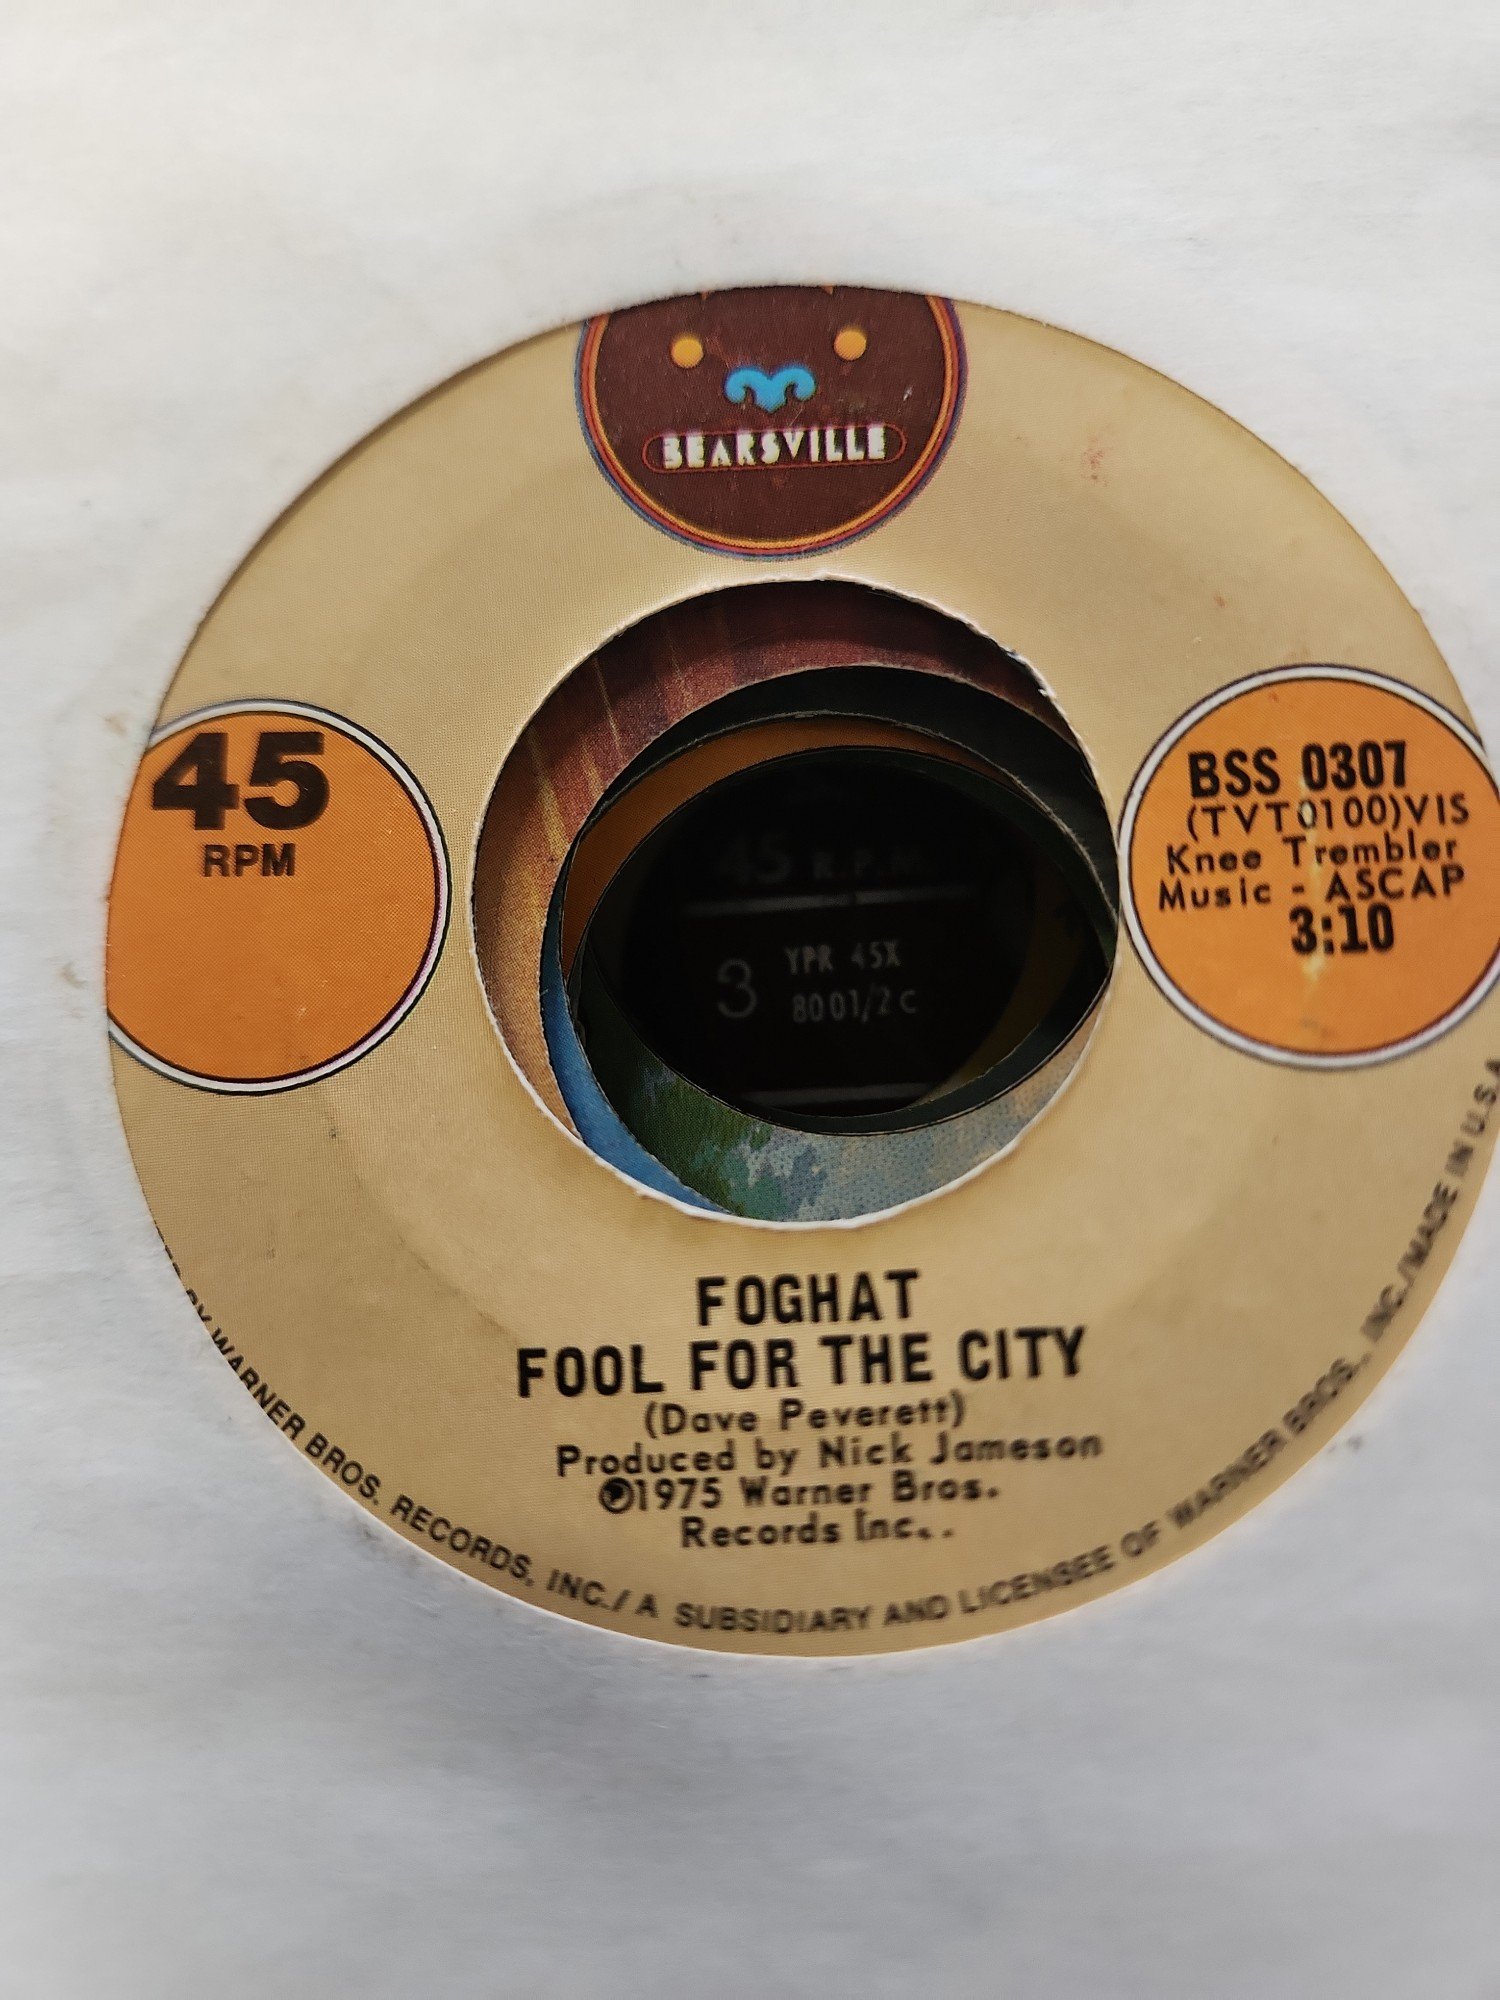 BEARSVILLE
45
RPM
BSS 0307
(TVT0100)VIS
Knee Trembler
Music - ASCAP
3:10
45 R.P.M.
3 YPR 45X
8001/2 C
FOGHAT
FOOL FOR THE CITY
(Dave Peverett)
Produced by Nick Jameson
℗1975 Warner Bros.
Records Inc..
BY WARNER BROS. RECORDS, INC./A SUBSIDIARY AND LICENSEE OF WARNER BROS., INC./MADE IN U.S.A.